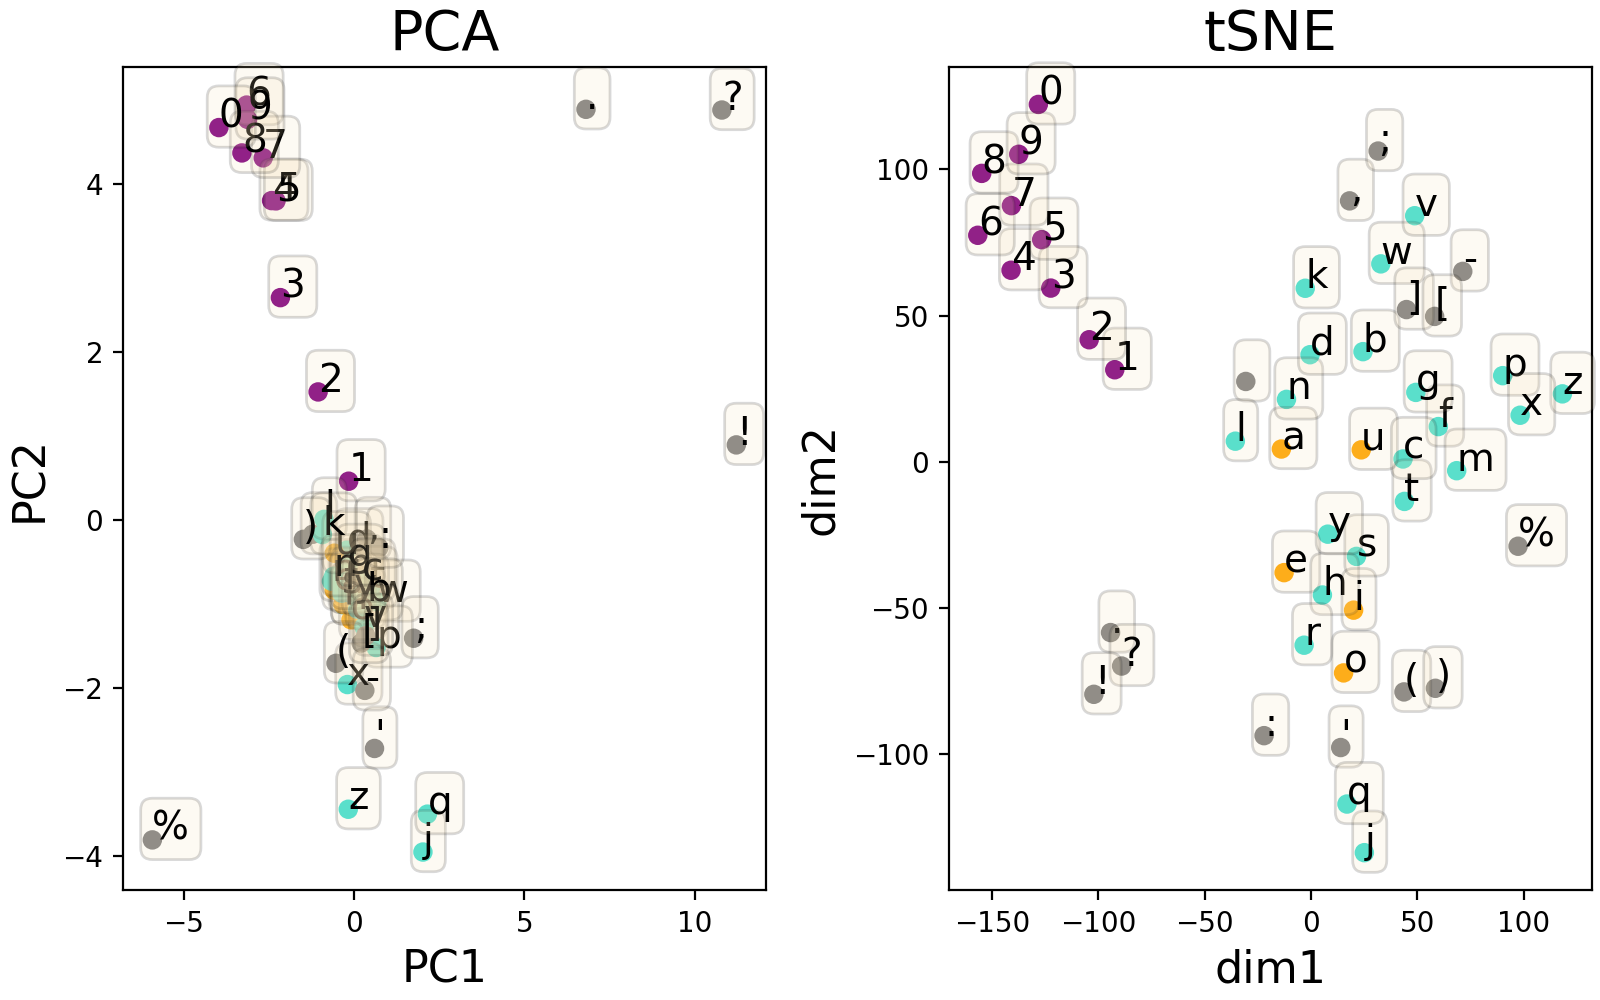 PCA
6
9
0
.
?
8
7
4
5
3
2
!
1
)
k
:
g
n
c
y
b
w
[
]
p
;
(
x
-
'
z
q
j
%
4
2
0
−2
−4
−5
0
5
10
PC1
PC2
tSNE
0
9
;
8
7
,
v
6
5
w
4
3
k
-
]
[
2
d
b
1
p
n
g
z
x
l
a
u
f
c
m
t
y
%
s
e
h
i
.
r
?
o
!
(
)
:
'
q
j
100
50
0
−50
−100
−150
−100
−50
0
50
100
dim1
dim2